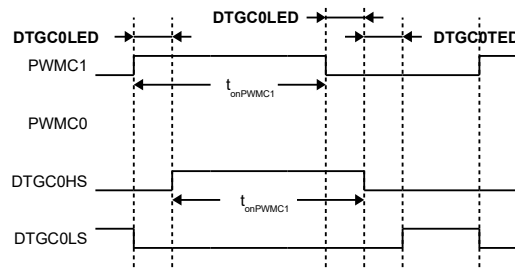 DTGC0LED
DTGC0LED
DTGC0TED
PWMC1
tonPWMC1
PWMC0
DTGC0HS
tonPWMC1
DTGC0LS